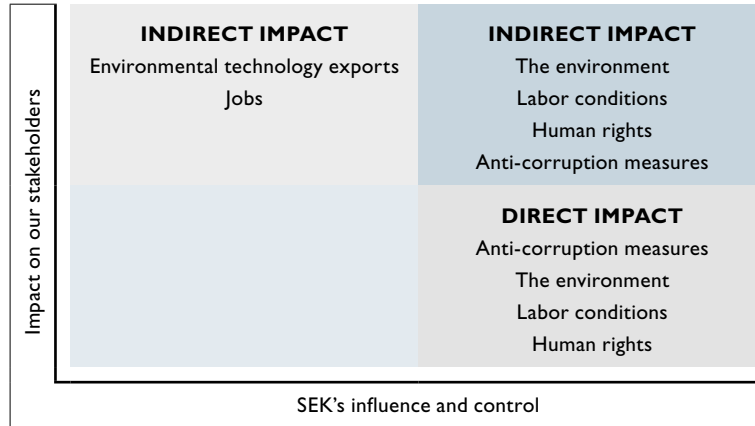 INDIRECT IMPACT
Environmental technology exports
Jobs
INDIRECT IMPACT
The environment
Labor conditions
Human rights
Anti-corruption measures
DIRECT IMPACT
Anti-corruption measures
The environment
Labor conditions
Human rights
Impact on our stakeholders
SEK’s influence and control